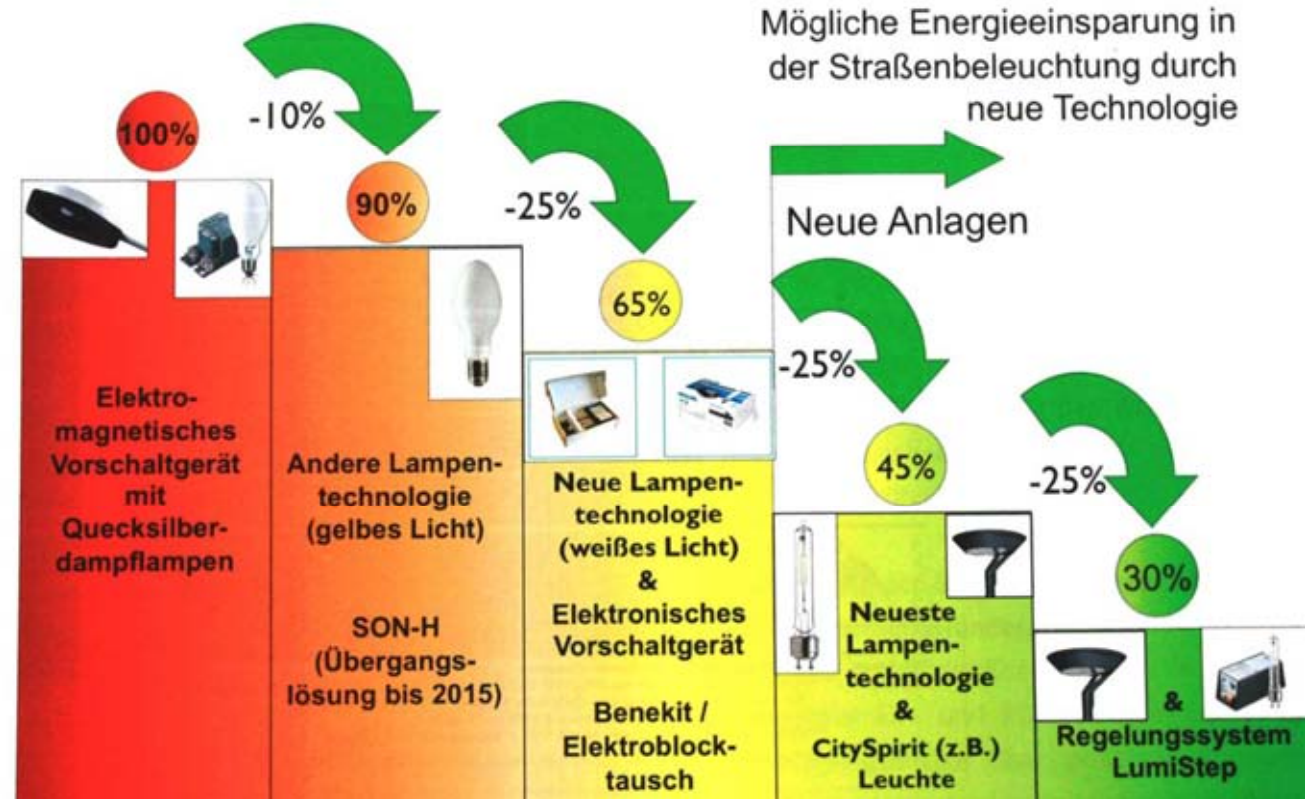 Mögliche Energieeinsparung in
der Straßenbeleuchtung durch
neue Technologie
Neue Anlagen
100%
-10%
90%
-25%
65%
-25%
45%
-25%
30%
Elektro-
magnetisches
Vorschaltgerät
mit
Quecksilber-
dampflampen
Andere Lampen-
technologie
(gelbes Licht)
SON-H
(Übergangs-
lösung bis 2015)
Neue Lampen-
technologie
(weißes Licht)
&
Elektronisches
Vorschaltgerät
Benekit /
Elektroblock-
tausch
Neueste
Lampen-
technologie
&
CitySpirit (z.B.)
Leuchte
&
Regelungssystem
LumiStep